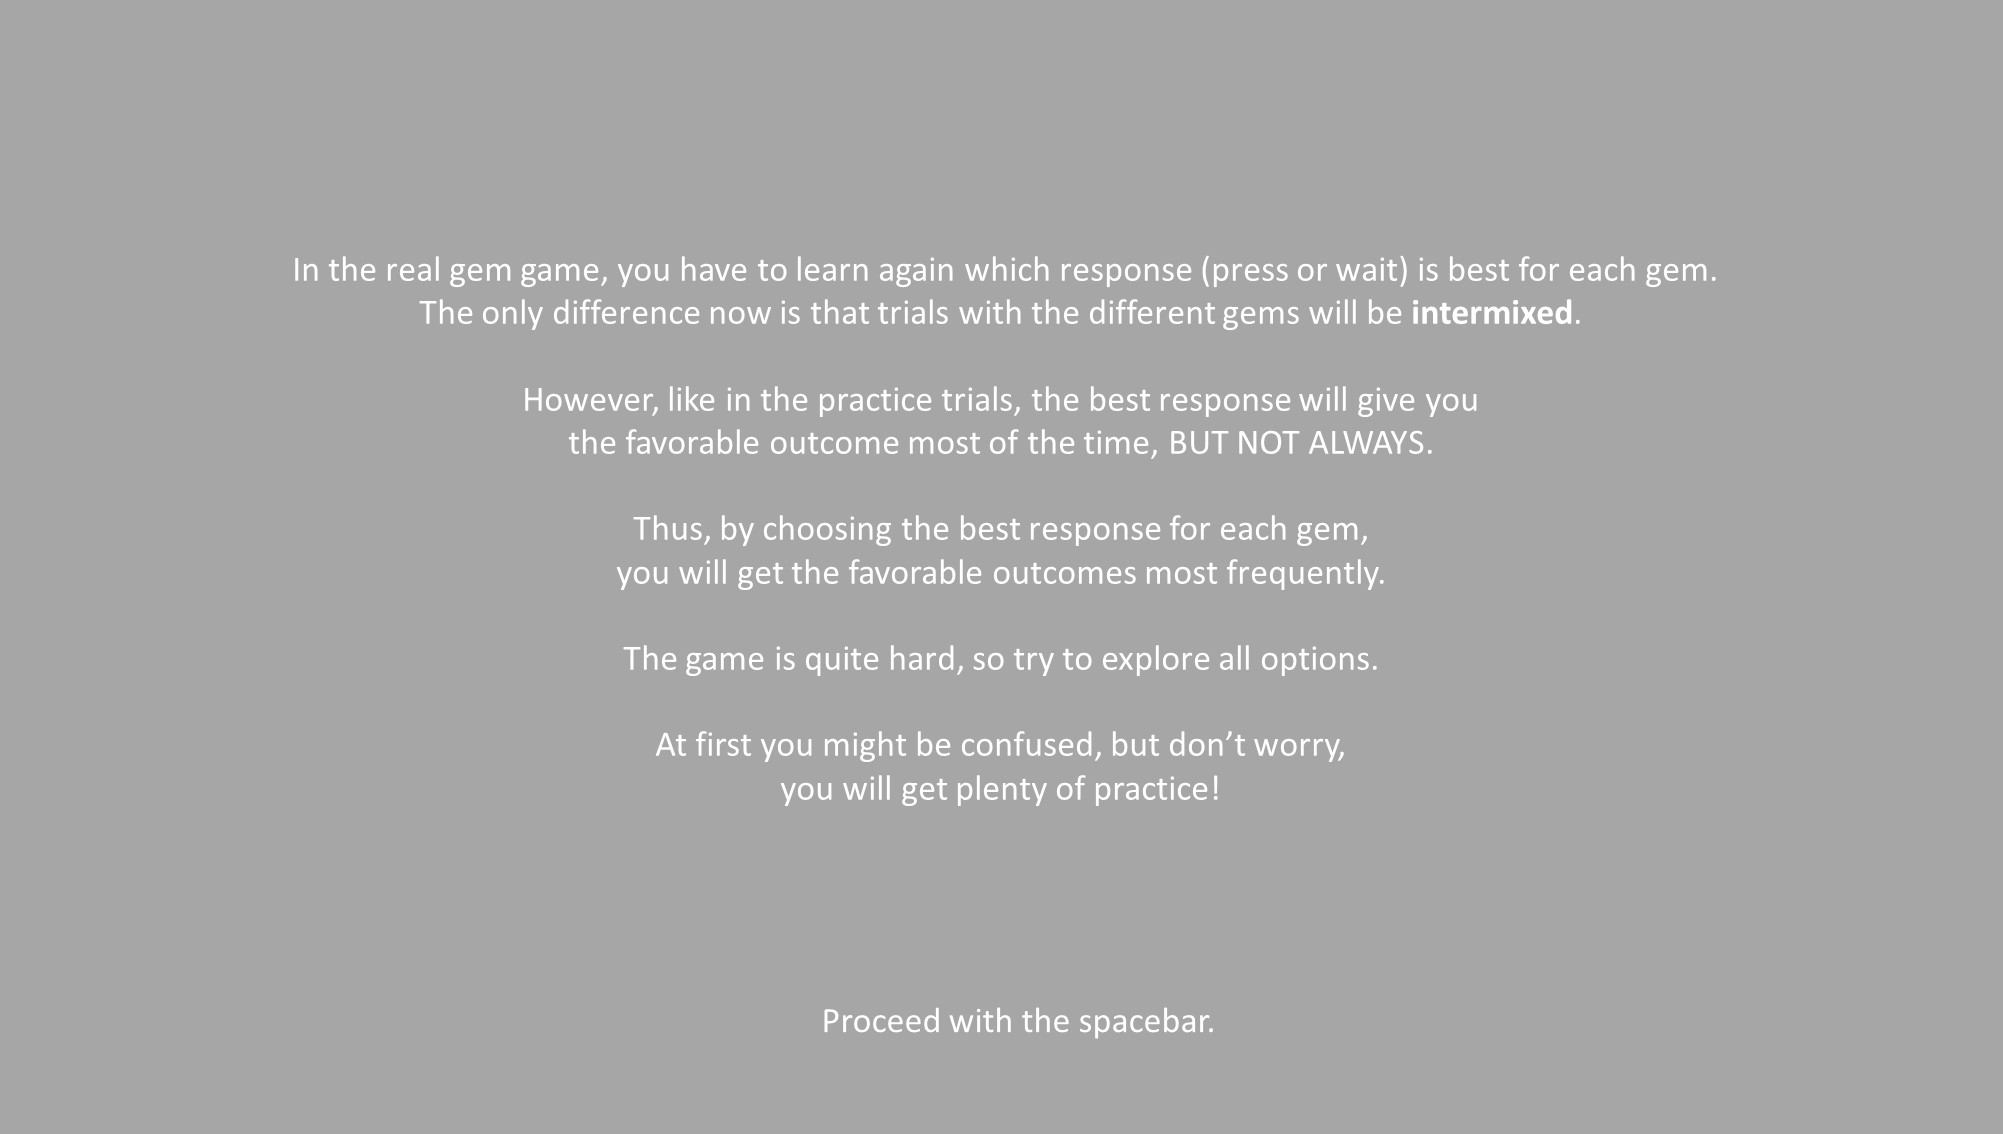 In the real gem game, you have to learn again which response (press or wait) is best for each gem.
The only difference now is that trials with the different gems will be intermixed.
However, like in the practice trials, the best response will give you
the favorable outcome most of the time, BUT NOT ALWAYS.
Thus, by choosing the best response for each gem,
you will get the favorable outcomes most frequently.
The game is quite hard, so try to explore all options.
At first you might be confused, but don’t worry,
you will get plenty of practice!
Proceed with the spacebar.